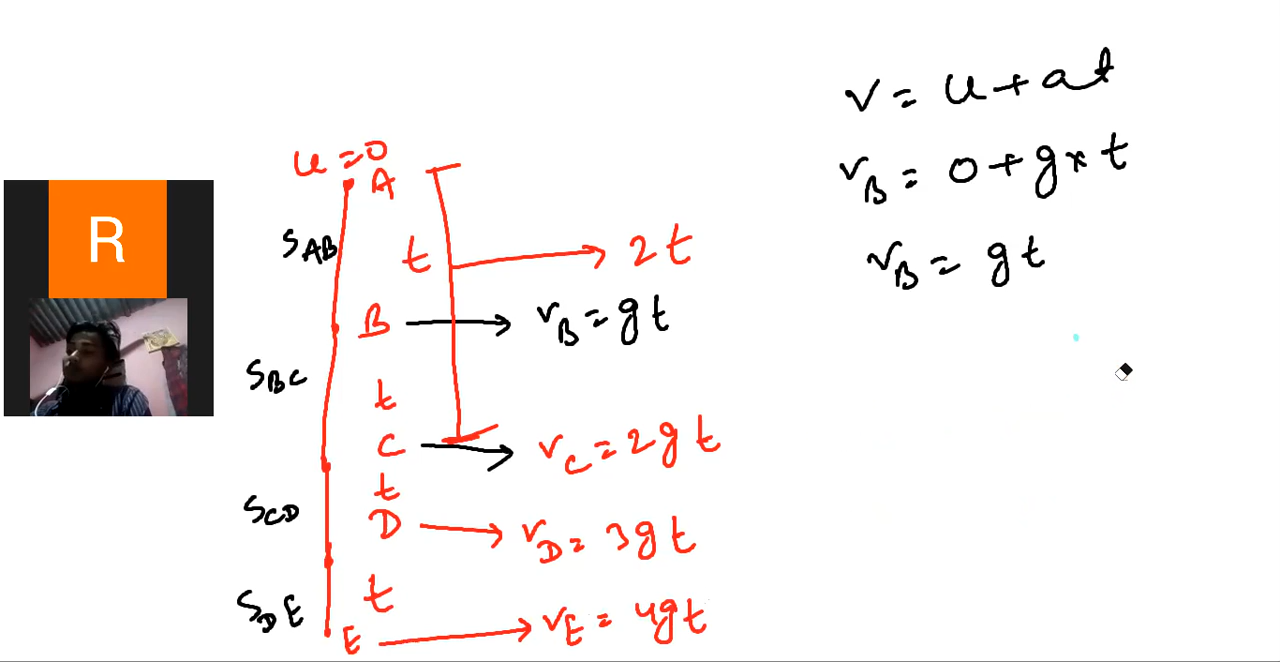 v = u + at
v_B = 0 + g × t
v_B = gt
R
u = 0
A
S_AB
t
2t
B
v_B = gt
S_BC
t
C
v_C = 2gt
t
S_CD
D
v_D = 3gt
t
S_DE
E
v_E = 4gt